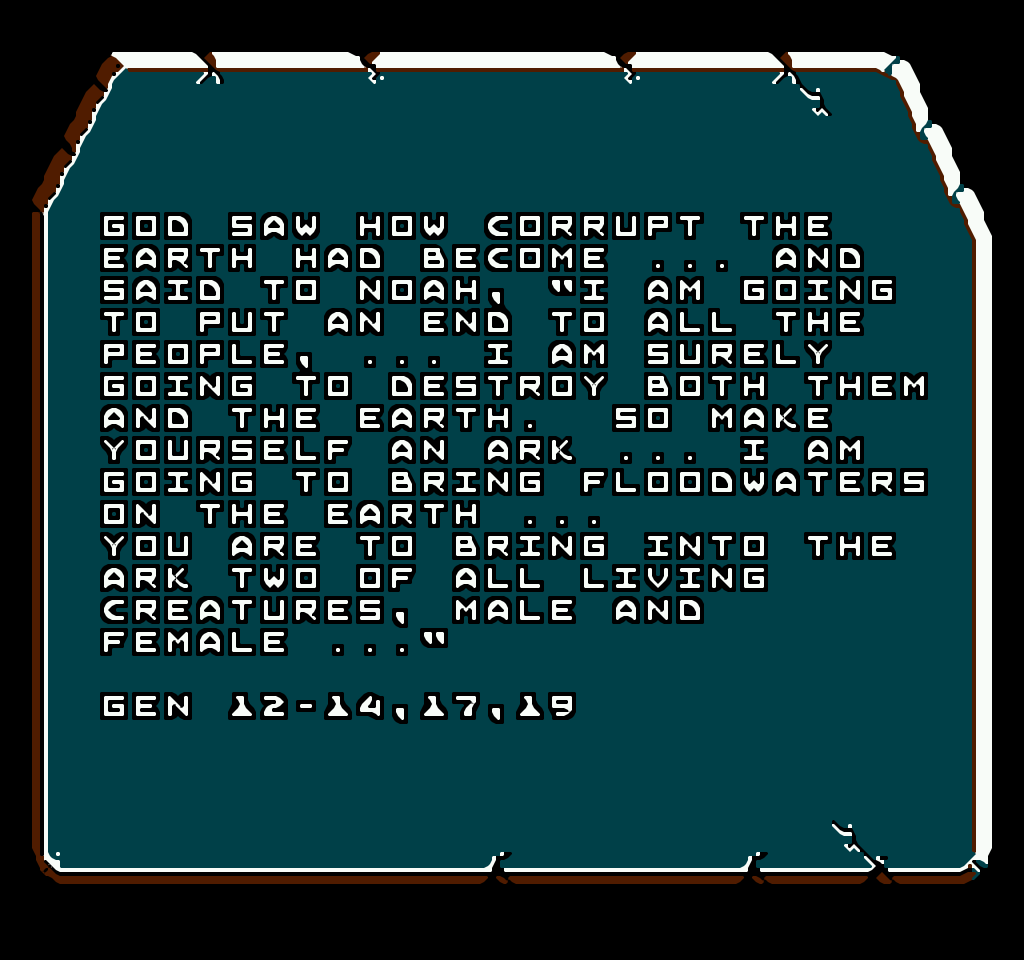 GOD SAW HOW CORRUPT THE
EARTH HAD BECOME ... AND
SAID TO NOAH, "I AM GOING
TO PUT AN END TO ALL THE
PEOPLE, ... I AM SURELY
GOING TO DESTROY BOTH THEM
AND THE EARTH.  SO MAKE
YOURSELF AN ARK ... I AM
GOING TO BRING FLOODWATERS
ON THE EARTH ...
YOU ARE TO BRING INTO THE
ARK TWO OF ALL LIVING
CREATURES, MALE AND
FEMALE ..."
GEN 12-14,17,19